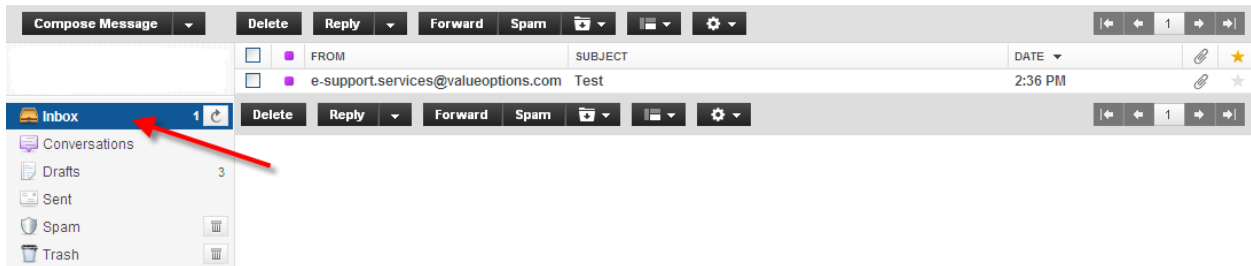 Compose Message Delete Reply Forward Spam 1
FROM SUBJECT DATE
e-support.services@valueoptions.com Test 2:36 PM
Inbox 1 Delete Reply Forward Spam 1
Conversations
Drafts 3
Sent
Spam
Trash